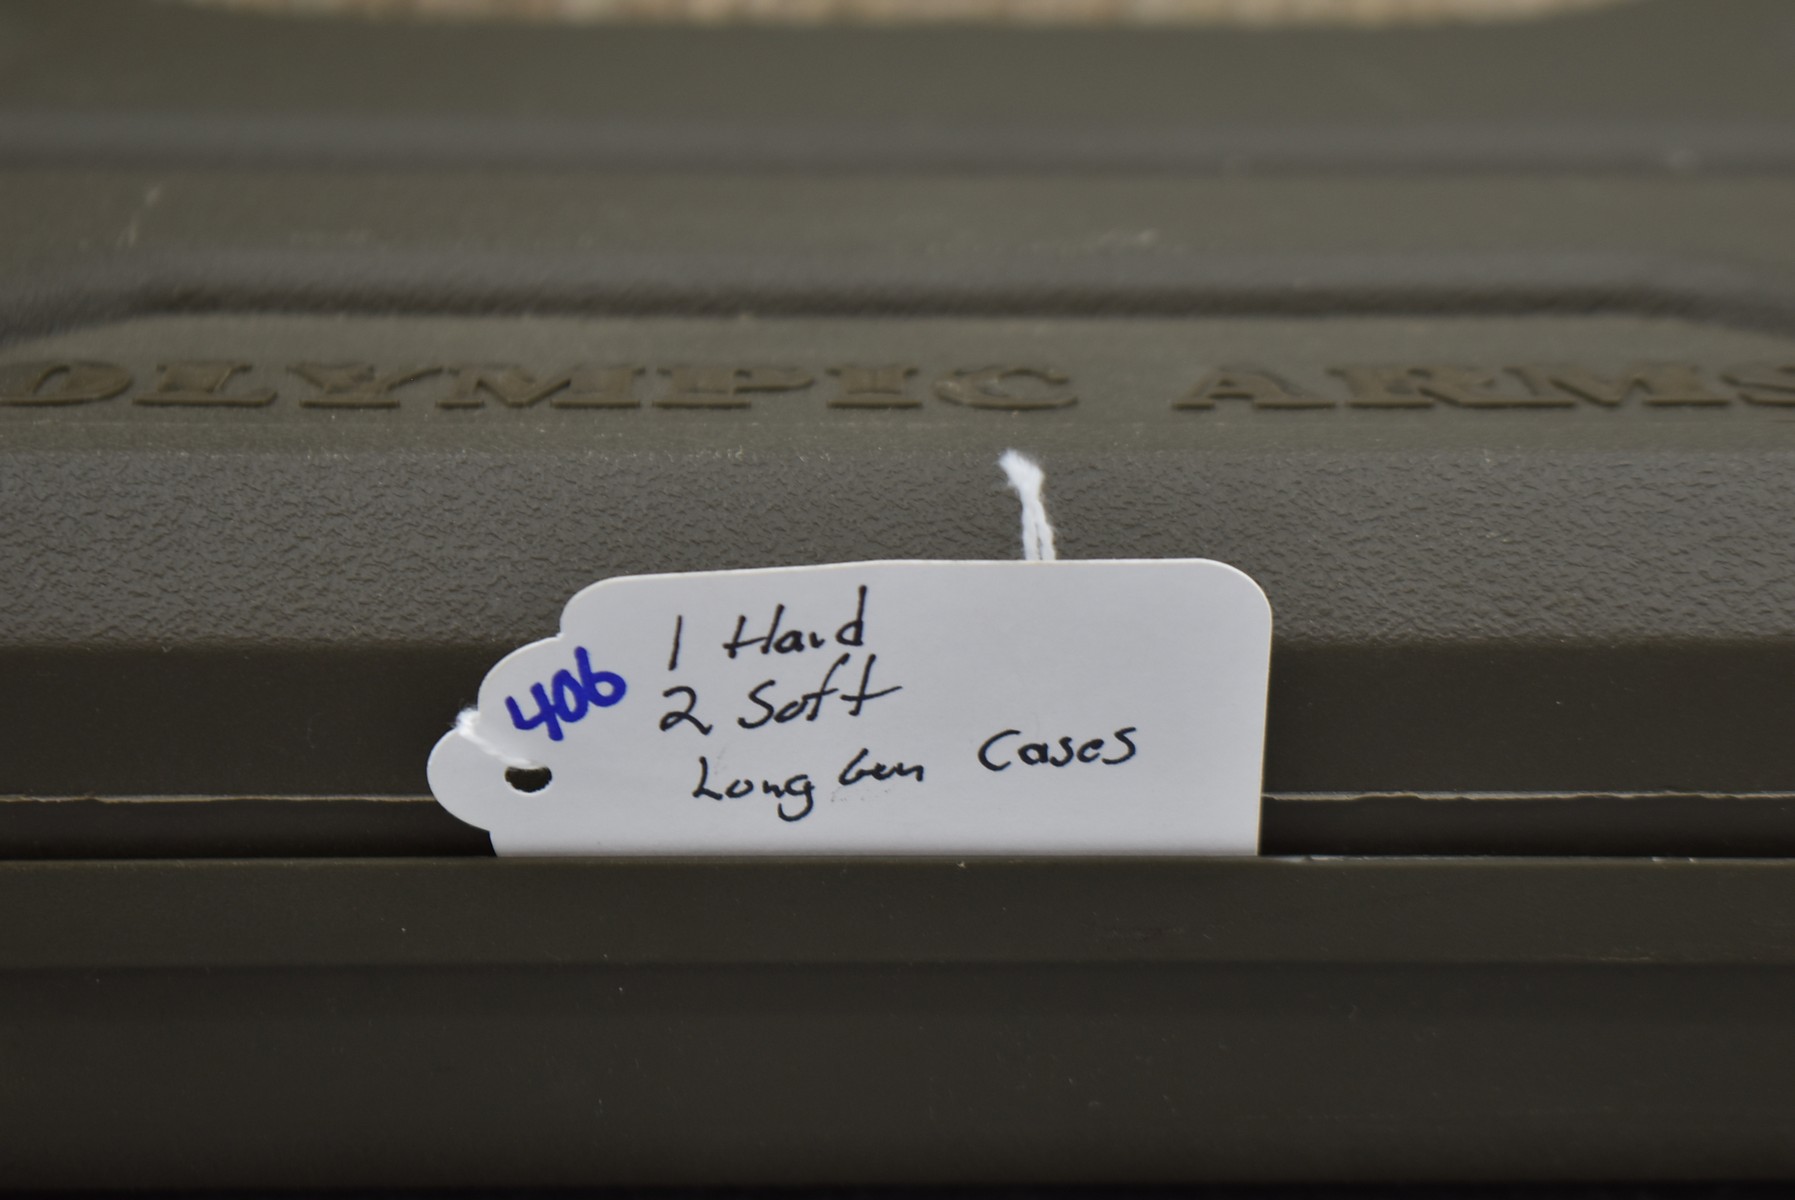 OLYMPIC ARMS
406
1 Hard
2 Soft
Long Gun Cases